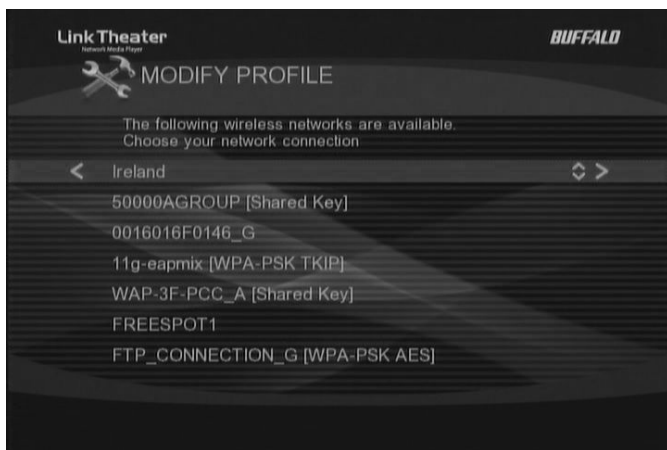 LinkTheater
Network Media Player
BUFFALO
MODIFY PROFILE
The following wireless networks are available.
Choose your network connection
Ireland
50000AGROUP [Shared Key]
0016016F0146_G
11g-eapmix [WPA-PSK TKIP]
WAP-3F-PCC_A [Shared Key]
FREESPOT1
FTP_CONNECTION_G [WPA-PSK AES]